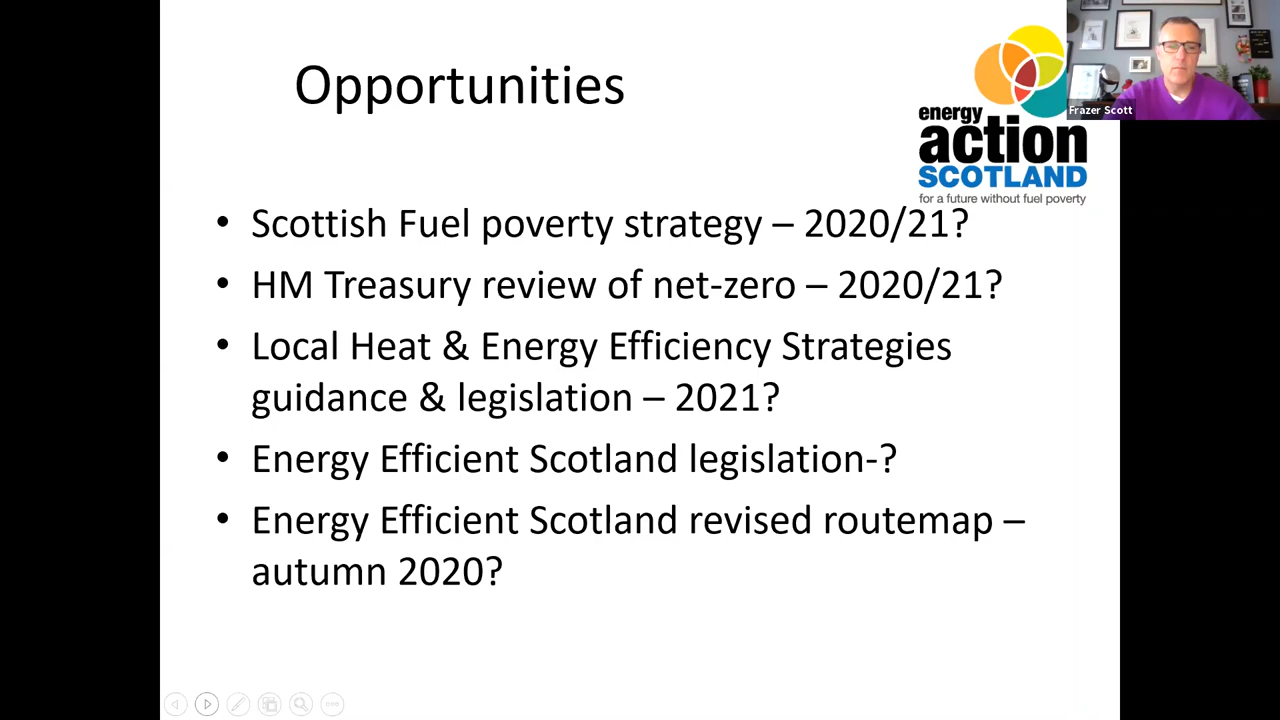 Opportunities
energy
action
SCOTLAND
for a future without fuel poverty
Frazer Scott
• Scottish Fuel poverty strategy – 2020/21?
• HM Treasury review of net-zero – 2020/21?
• Local Heat & Energy Efficiency Strategies
guidance & legislation – 2021?
• Energy Efficient Scotland legislation-?
• Energy Efficient Scotland revised routemap –
autumn 2020?